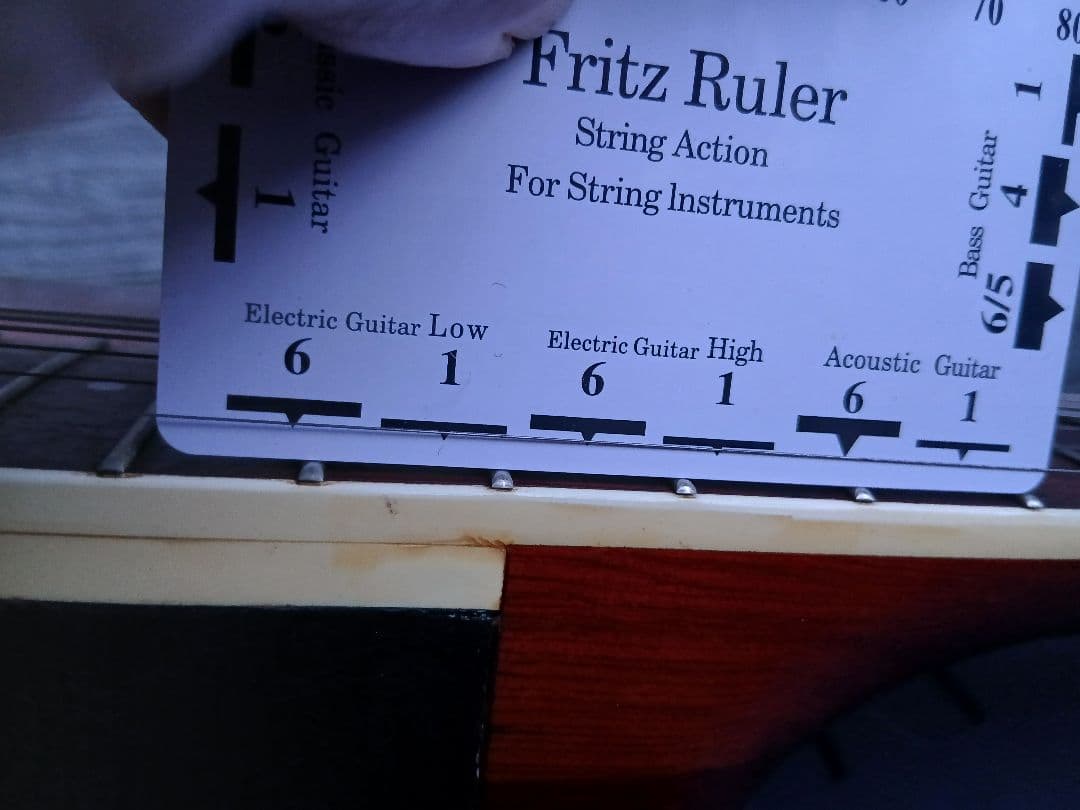 Fritz Ruler
String Action
For String Instruments
Guitar
1
Electric Guitar Low
6 1
Electric Guitar High
6 1
Acoustic Guitar
6 1
Bass Guitar
6/5 4 1
70